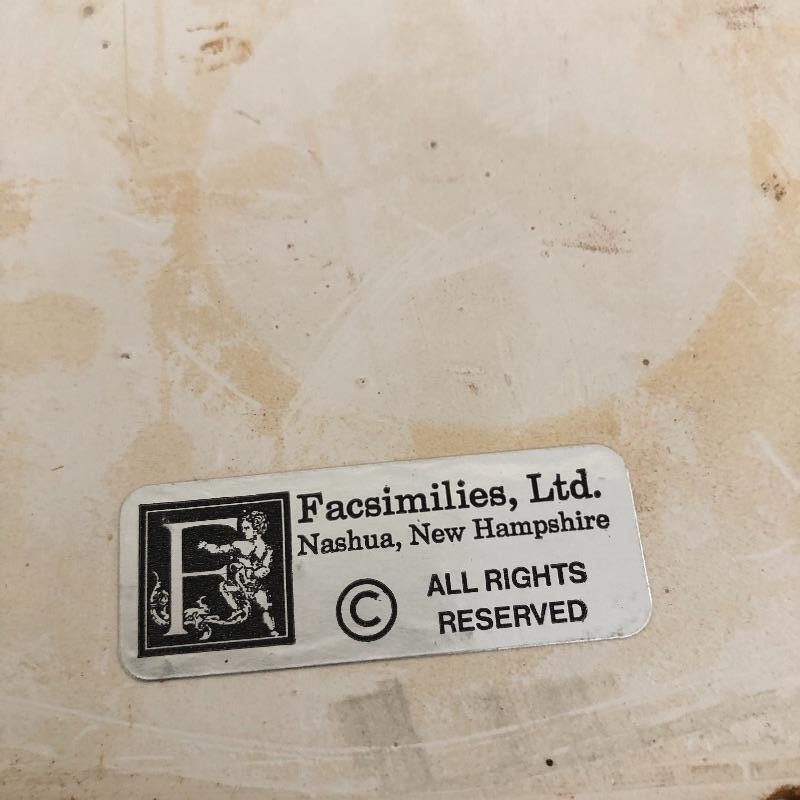 F
Facsimilies, Ltd.
Nashua, New Hampshire
© ALL RIGHTS
RESERVED